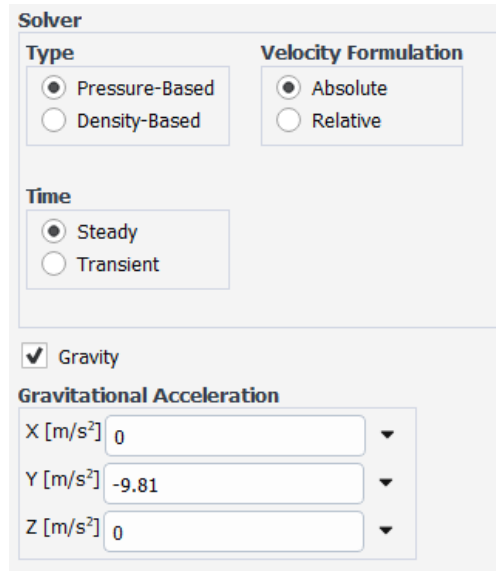 Solver
Type
Velocity Formulation
Pressure-Based
Absolute
Density-Based
Relative
Time
Steady
Transient
Gravity
Gravitational Acceleration
X [m/s²] 0
Y [m/s²] -9.81
Z [m/s²] 0